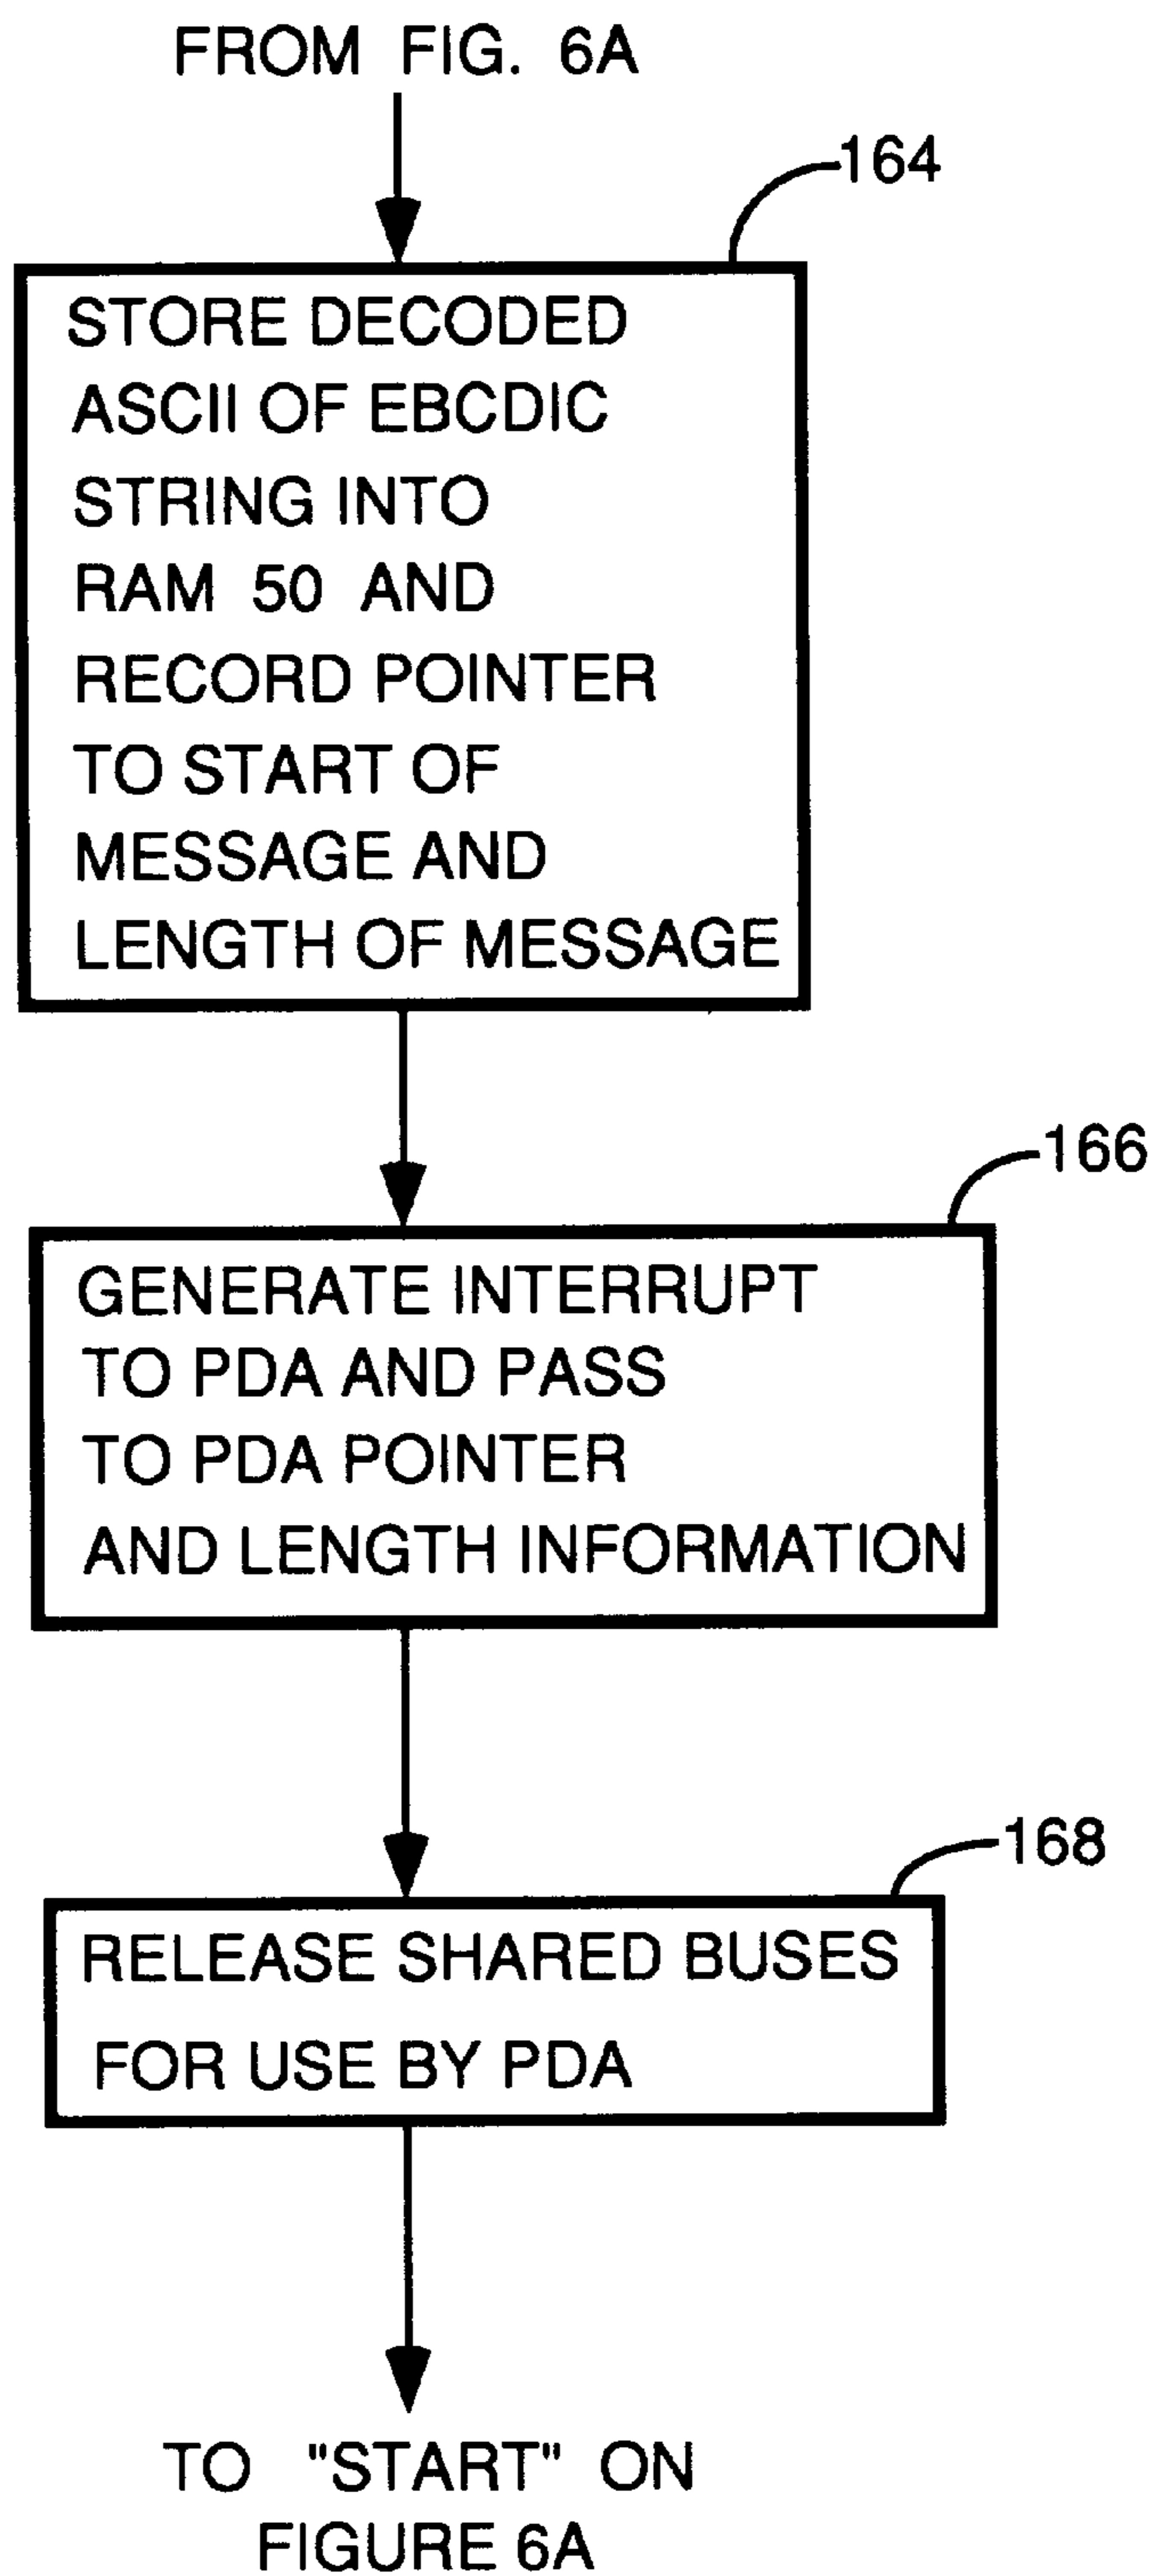 FROM FIG. 6A
164
STORE DECODED
ASCII OF EBCDIC
STRING INTO
RAM 50 AND
RECORD POINTER
TO START OF
MESSAGE AND
LENGTH OF MESSAGE
166
GENERATE INTERRUPT
TO PDA AND PASS
TO PDA POINTER
AND LENGTH INFORMATION
168
RELEASE SHARED BUSES
FOR USE BY PDA
TO "START" ON
FIGURE 6A